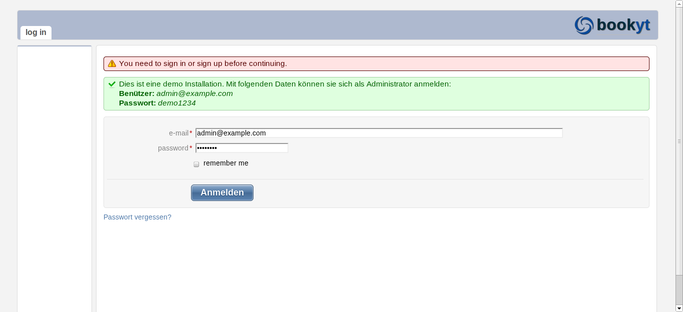 log in
bookyt
You need to sign in or sign up before continuing.
Dies ist eine demo Installation. Mit folgenden Daten können sie sich als Administrator anmelden:
Benützer: admin@example.com
Passwort: demo1234
e-mail* admin@example.com
password* ••••••••
remember me
Anmelden
Passwort vergessen?